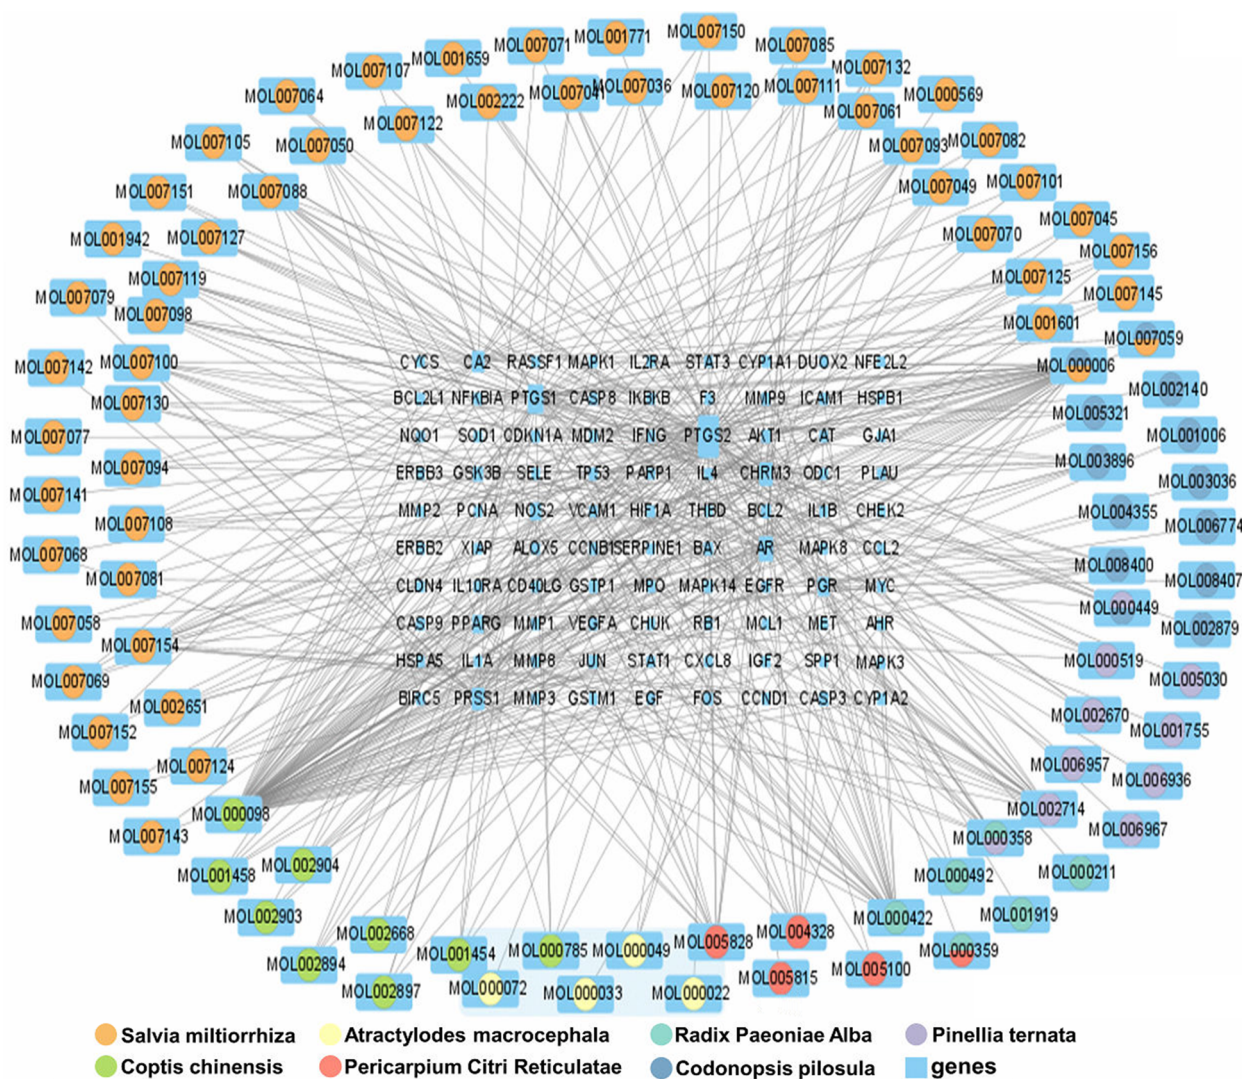 MOL007150
MOL001771
MOL007071
MOL007085
MOL001659
MOL007107
MOL007132
MOL007064
MOL002222
MOL007041
MOL007036
MOL007120
MOL007111
MOL000569
MOL007122
MOL007061
MOL007105
MOL007050
MOL007093
MOL007082
MOL007151
MOL007088
MOL007049
MOL007101
MOL001942
MOL007127
MOL007070
MOL007045
MOL007156
MOL007119
MOL007125
MOL007079
MOL007098
MOL007145
MOL001601
MOL007059
MOL007142
MOL007100
MOL000006
MOL002140
MOL007130
MOL005321
MOL007077
MOL001006
MOL007094
MOL003896
MOL007141
MOL003036
MOL007108
MOL004355
MOL006774
MOL007068
MOL007081
MOL008400
MOL008407
MOL007058
MOL000449
MOL002879
MOL007154
MOL000519
MOL007069
MOL005030
MOL002651
MOL002670
MOL007152
MOL001755
MOL007124
MOL006957
MOL007155
MOL006936
MOL000098
MOL002714
MOL007143
MOL000358
MOL006967
MOL001458
MOL002904
MOL000492
MOL000211
MOL002903
MOL000422
MOL001919
MOL002668
MOL005828
MOL004328
MOL002894
MOL001454
MOL000785
MOL000049
MOL000359
MOL002897
MOL000072
MOL000033
MOL000022
MOL005815
MOL005100
CYCS CA2 RASSF1 MAPK1 IL2RA STAT3 CYP1A1 DUOX2 NFE2L2
BCL2L1 NFKBIA PTGS1 CASP8 IKBKB F3 MMP9 ICAM1 HSPB1
NQO1 SOD1 CDKN1A MDM2 IFNG PTGS2 AKT1 CAT GJA1
ERBB3 GSK3B SELE TP53 PARP1 IL4 CHRM3 ODC1 PLAU
MMP2 PCNA NOS2 VCAM1 HIF1A THBD BCL2 IL1B CHEK2
ERBB2 XIAP ALOX5 CCNB1 SERPINE1 BAX AR MAPK8 CCL2
CLDN4 IL10RA CD40LG GSTP1 MPO MAPK14 EGFR PGR MYC
CASP9 PPARG MMP1 VEGFA CHUK RB1 MCL1 MET AHR
HSPA5 IL1A MMP8 JUN STAT1 CXCL8 IGF2 SPP1 MAPK3
BIRC5 PRSS1 MMP3 GSTM1 EGF FOS CCND1 CASP3 CYP1A2
Salvia miltiorrhiza Atractylodes macrocephala Radix Paeoniae Alba Pinellia ternata
Coptis chinensis Pericarpium Citri Reticulatae Codonopsis pilosula genes